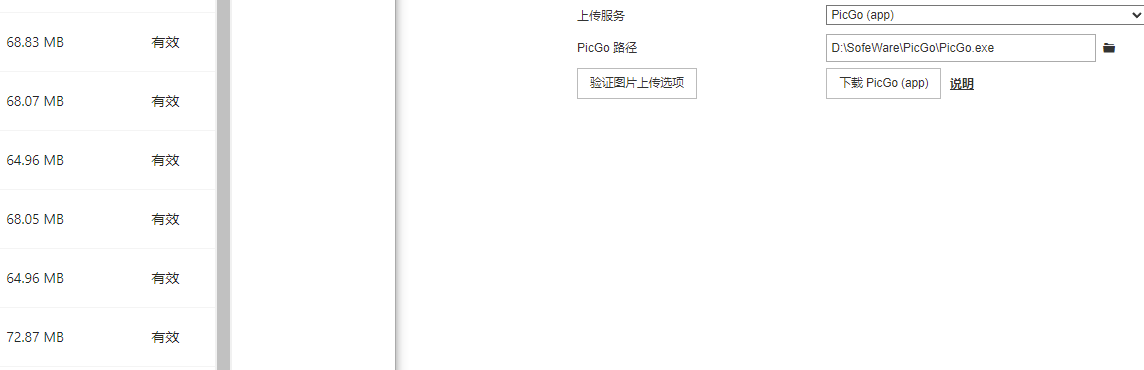 68.83 MB 有效
68.07 MB 有效
64.96 MB 有效
68.05 MB 有效
64.96 MB 有效
72.87 MB 有效
上传服务 PicGo (app)
PicGo 路径 D:\SofeWare\PicGo\PicGo.exe
验证图片上传选项 下载 PicGo (app) 说明